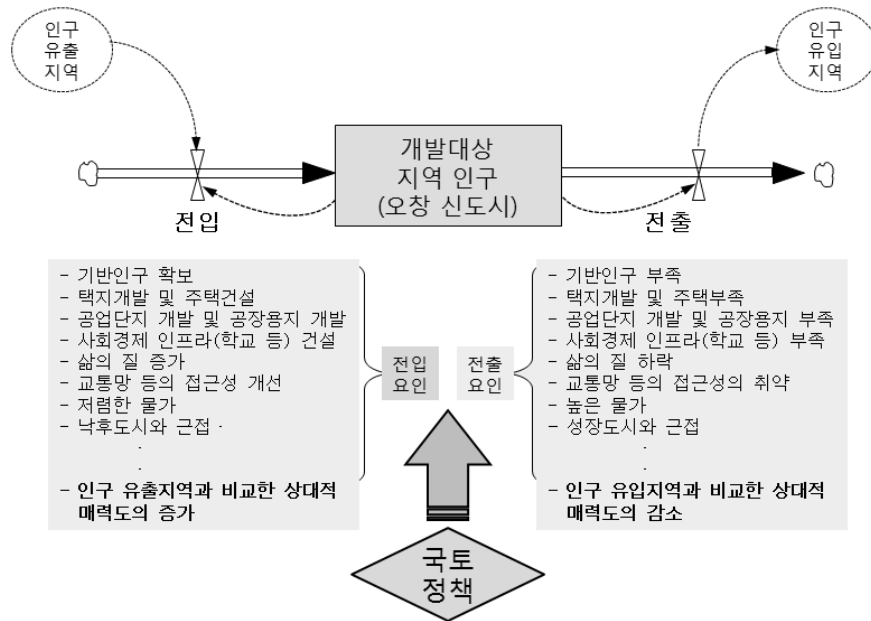 인구
유출
지역
인구
유입
지역
개발대상
지역 인구
(오창 신도시)
전입
전출
- 기반인구 확보
- 택지개발 및 주택건설
- 공업단지 개발 및 공장용지 개발
- 사회경제 인프라(학교 등) 건설
- 삶의 질 증가
- 교통망 등의 접근성 개선
- 저렴한 물가
- 낙후도시와 근접 ·
·
·
- 인구 유출지역과 비교한 상대적
매력도의 증가
전입
요인
전출
요인
- 기반인구 부족
- 택지개발 및 주택부족
- 공업단지 개발 및 공장용지 부족
- 사회경제 인프라(학교 등) 부족
- 삶의 질 하락
- 교통망 등의 접근성의 취약
- 높은 물가
- 성장도시와 근접
·
·
- 인구 유입지역과 비교한 상대적
매력도의 감소
국토
정책